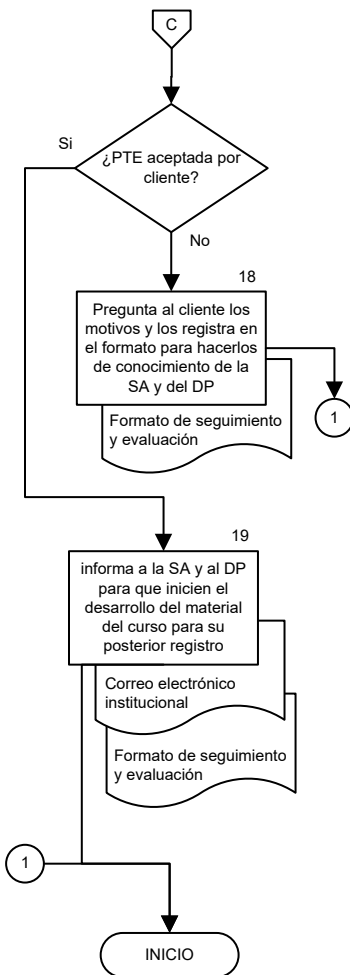 C
¿PTE aceptada por
cliente?
Si
No
18
Pregunta al cliente los
motivos y los registra en
el formato para hacerlos
de conocimiento de la
SA y del DP
1
Formato de seguimiento
y evaluación
19
informa a la SA y al DP
para que inicien el
desarrollo del material
del curso para su
posterior registro
Correo electrónico
institucional
Formato de seguimiento
y evaluación
1
INICIO